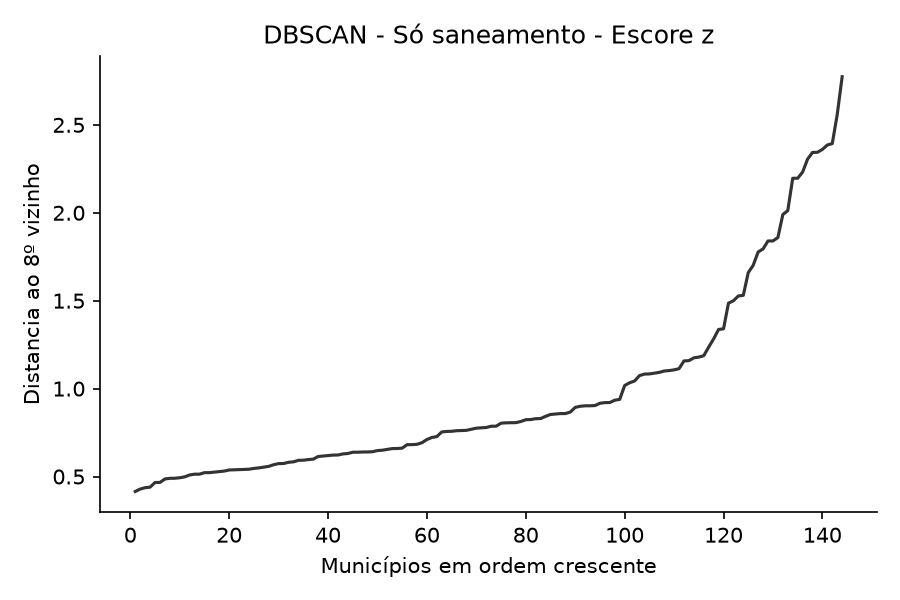 DBSCAN - Só saneamento - Escore z
Distancia ao 8º vizinho
2.5
2.0
1.5
1.0
0.5
0 20 40 60 80 100 120 140
Municípios em ordem crescente